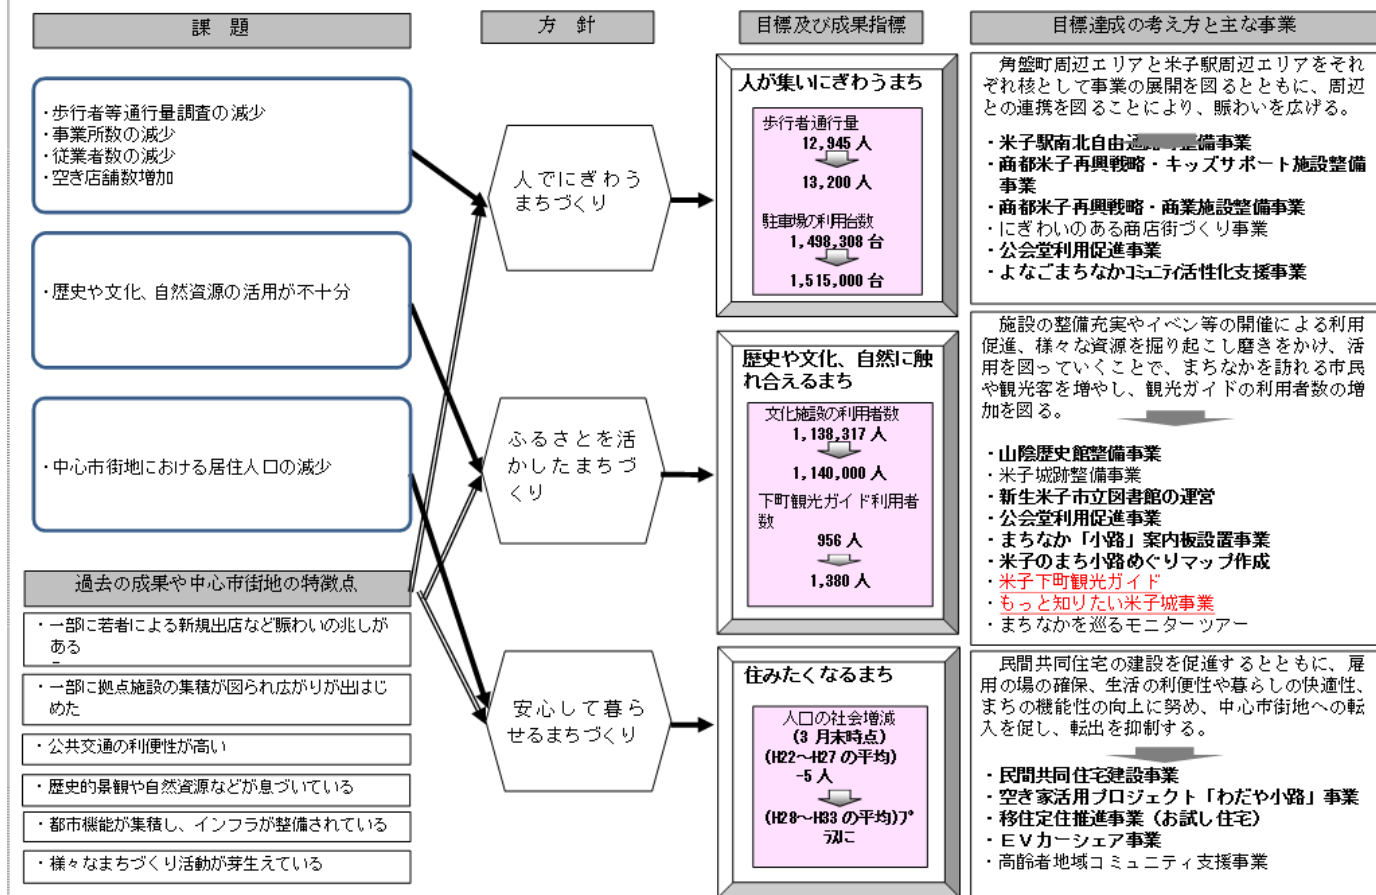 課　題
・歩行者等通行量調査の減少
・事業所数の減少
・従業者数の減少
・空き店舗数増加
・歴史や文化、自然資源の活用が不十分
・中心市街地における居住人口の減少
過去の成果や中心市街地の特徴点
・一部に若者による新規出店など賑わいの兆しが
ある
・一部に拠点施設の集積が図られ広がりが出はじ
めた
・公共交通の利便性が高い
・歴史的景観や自然資源などが息づいている
・都市機能が集積し、インフラが整備されている
・様々なまちづくり活動が芽生えている
方　針
人でにぎわう
まちづくり
ふるさとを活
かしたまちづ
くり
安心して暮ら
せるまちづくり
目標及び成果指標
人が集いにぎわうまち
歩行者通行量
12,945 人
13,200 人
駐車場の利用台数
1,498,308 台
1,515,000 台
歴史や文化、自然に触
れ合えるまち
文化施設の利用者数
1,138,317 人
1,140,000 人
下町観光ガイド利用者
数
956 人
1,380 人
住みたくなるまち
人口の社会増減
(3 月末時点)
(H22～H27 の平均)
-5 人
(H28～H33 の平均)ﾌﾟ
ﾗｽに
目標達成の考え方と主な事業
　角盤町周辺エリアと米子駅周辺エリアをそれ
ぞれ核として事業の展開を図るとともに、周辺
との連携を図ることにより、賑わいを広げる。
・米子駅南北自由通路等整備事業
・商都米子再興戦略・キッズサポート施設整備
事業
・商都米子再興戦略・商業施設整備事業
・にぎわいのある商店街づくり事業
・公会堂利用促進事業
・よなごまちなかｺﾐｭﾆﾃｨ活性化支援事業
　施設の整備充実やイベン等の開催による利用
促進、様々な資源を掘り起こし磨きをかけ、活
用を図っていくことで、まちなかを訪れる市民
や観光客を増やし、観光ガイドの利用者数の増
加を図る。
・山陰歴史館整備事業
・米子城跡整備事業
・新生米子市立図書館の運営
・公会堂利用促進事業
・まちなか「小路」案内板設置事業
・米子のまち小路めぐりマップ作成
・米子下町観光ガイド
・もっと知りたい米子城事業
・まちなかを巡るモニターツアー
　民間共同住宅の建設を促進するとともに、雇
用の場の確保、生活の利便性や暮らしの快適性、
まちの機能性の向上に努め、中心市街地への転
入を促し、転出を抑制する。
・民間共同住宅建設事業
・空き家活用プロジェクト「わだや小路」事業
・移住定住推進事業（お試し住宅）
・ＥＶカーシェア事業
・高齢者地域コミュニティ支援事業